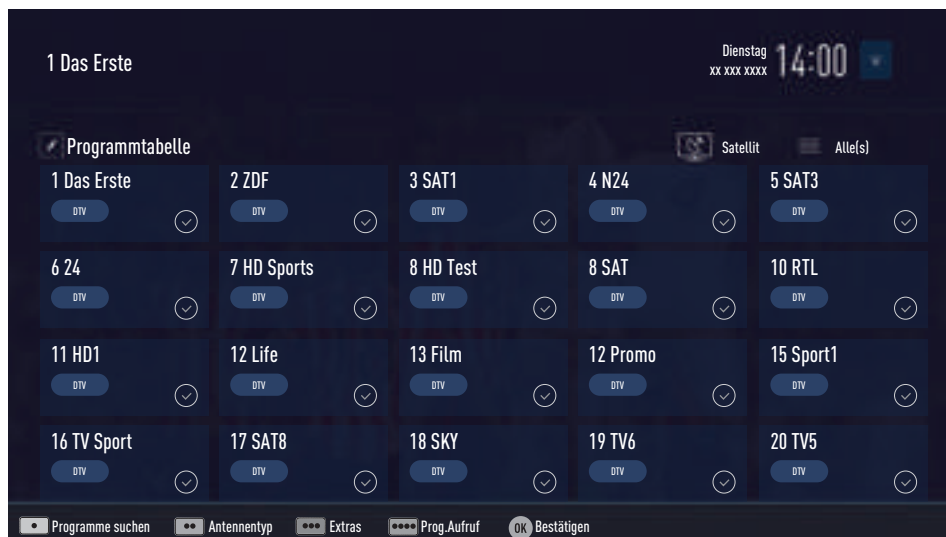 1 Das Erste
Dienstag
xx xxx xxxx
14:00
Programmtabelle
Satellit
Alle(s)
1 Das Erste
DTV
2 ZDF
DTV
3 SAT1
DTV
4 N24
DTV
5 SAT3
DTV
6 24
DTV
7 HD Sports
DTV
8 HD Test
DTV
8 SAT
DTV
10 RTL
DTV
11 HD1
DTV
12 Life
DTV
13 Film
DTV
12 Promo
DTV
15 Sport1
DTV
16 TV Sport
DTV
17 SAT8
DTV
18 SKY
DTV
19 TV6
DTV
20 TV5
DTV
Programme suchen
Antennentyp
Extras
Prog.Aufruf
OK Bestätigen